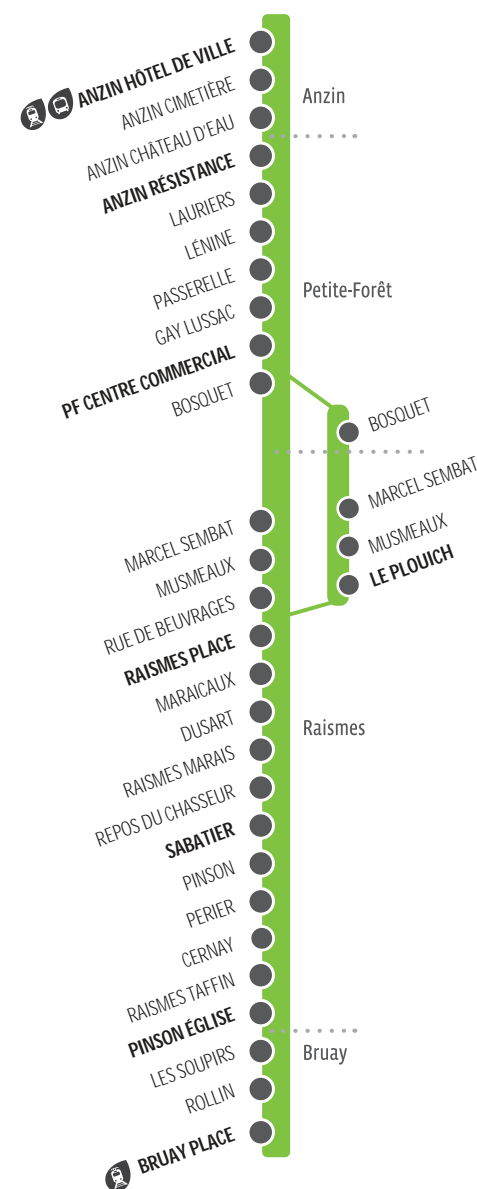 ANZIN HÔTEL DE VILLE
ANZIN CIMETIÈRE
Anzin
ANZIN CHÂTEAU D'EAU
ANZIN RÉSISTANCE
LAURIERS
LÉNINE
PASSERELLE
Petite-Forêt
GAY LUSSAC
PF CENTRE COMMERCIAL
BOSQUET
BOSQUET
MARCEL SEMBAT
MUSMEAUX
LE PLOUICH
MARCEL SEMBAT
MUSMEAUX
RUE DE BEUVRAGES
RAISMES PLACE
MARAICAUX
DUSART
Raismes
RAISMES MARAIS
REPOS DU CHASSEUR
SABATIER
PINSON
PERIER
CERNAY
RAISMES TAFFIN
PINSON ÉGLISE
LES SOUPIRS
Bruay
ROLLIN
BRUAY PLACE